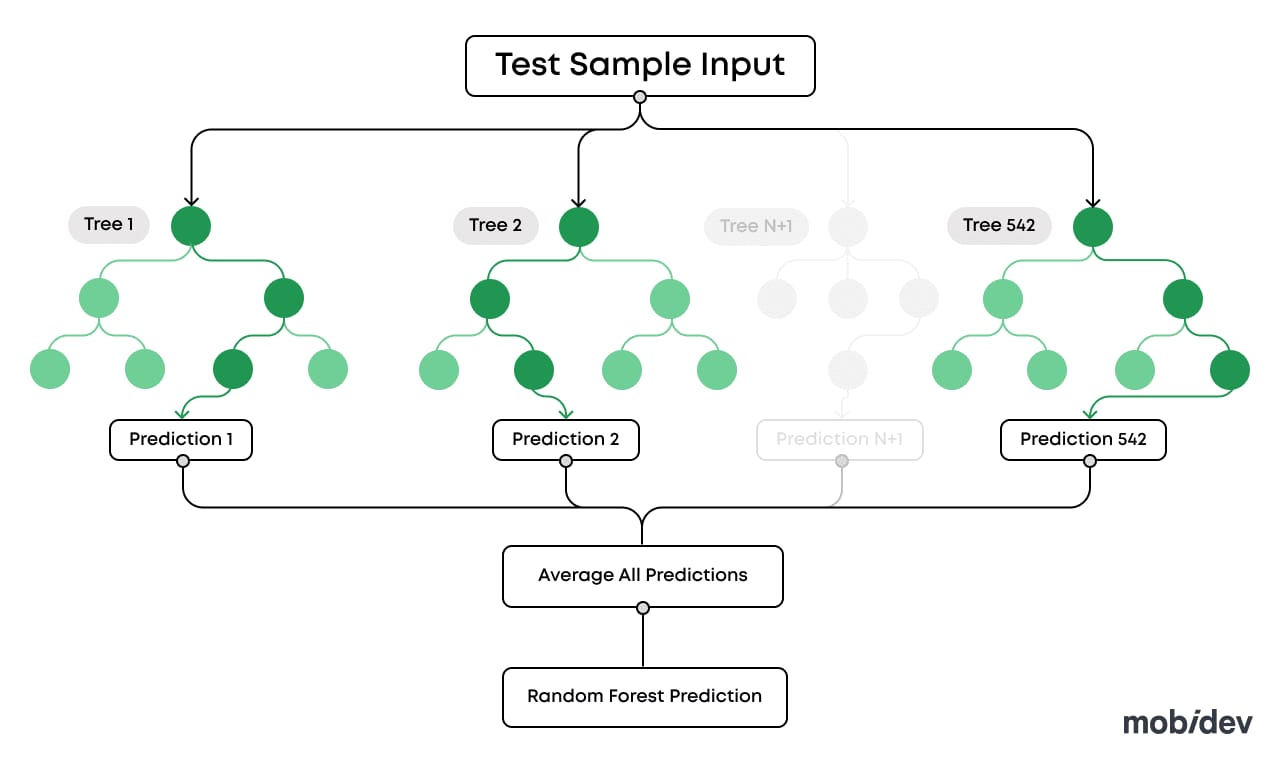 Test Sample Input
Tree 1
Tree 2
Tree N+1
Tree 542
Prediction 1
Prediction 2
Prediction N+1
Prediction 542
Average All Predictions
Random Forest Prediction
mobidev